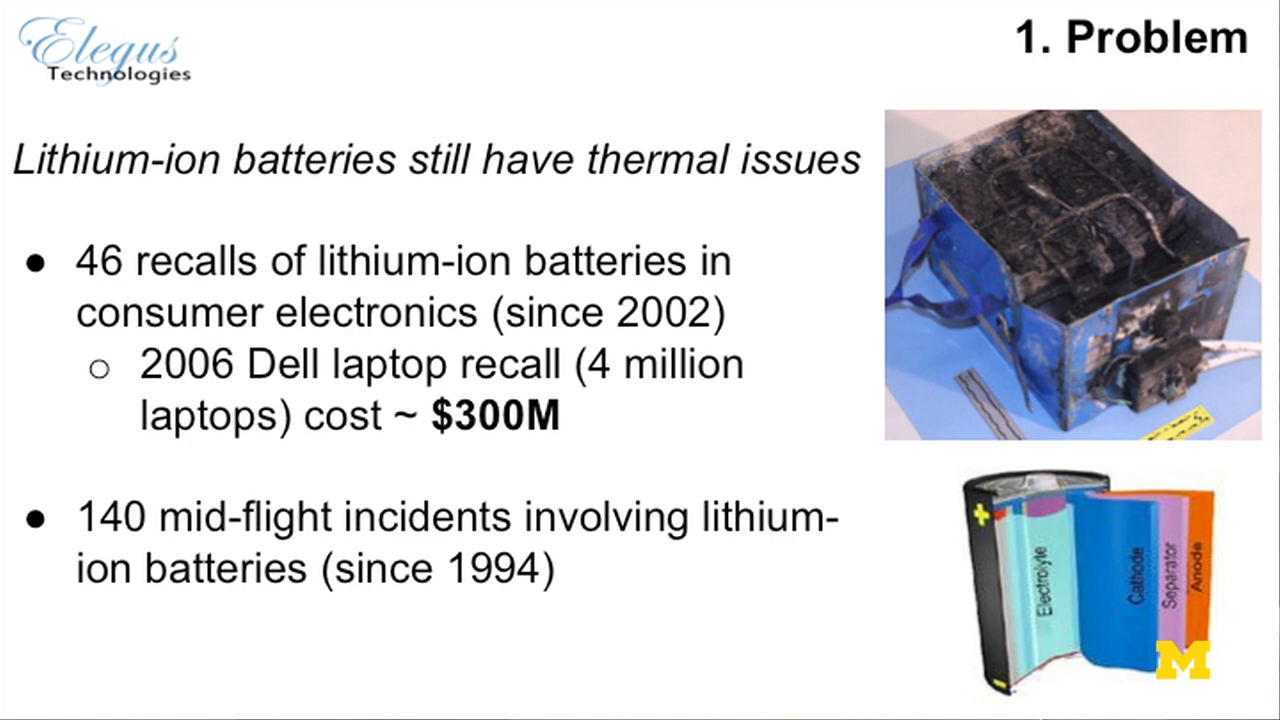 Elegus
Technologies
1. Problem
Lithium-ion batteries still have thermal issues
● 46 recalls of lithium-ion batteries in
consumer electronics (since 2002)
○ 2006 Dell laptop recall (4 million
laptops) cost ~ $300M
● 140 mid-flight incidents involving lithium-
ion batteries (since 1994)
+
Electrolyte
Cathode
Separator
Anode
M